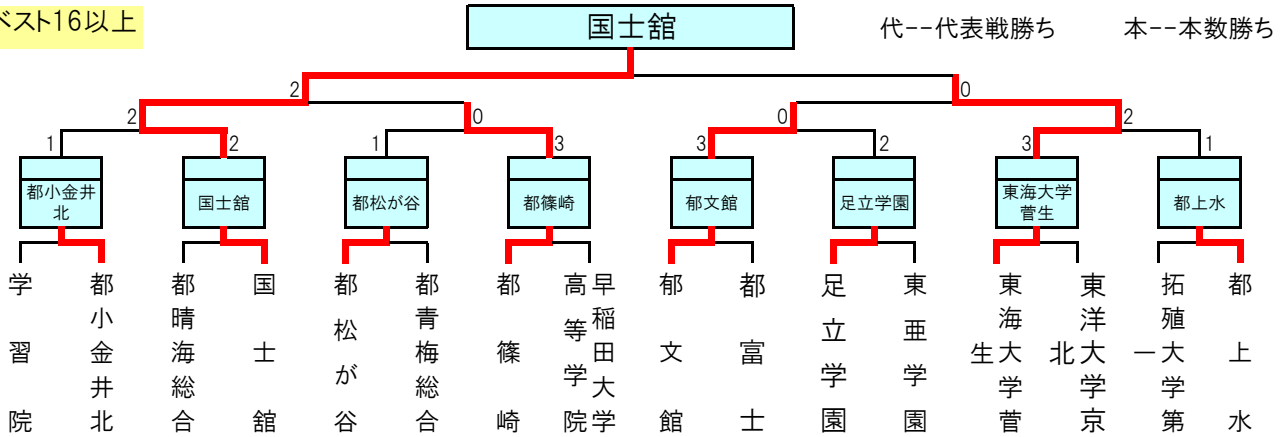 ベスト16以上
国士舘
代--代表戦勝ち
本--本数勝ち
2
0
2
0
0
2
1
2
1
3
3
2
3
1
都小金井
北
国士舘
都松が谷
都篠崎
郁文館
足立学園
東海大学
菅生
都上水
学習院
都小金井北
都晴海総合
国士舘
都松が谷
都青梅総合
都篠崎
早稲田大学
高等学院
郁文館
都富士
足立学園
東亜学園
東海大学菅
生
東洋大学京
北
拓殖大学第
一
都上水